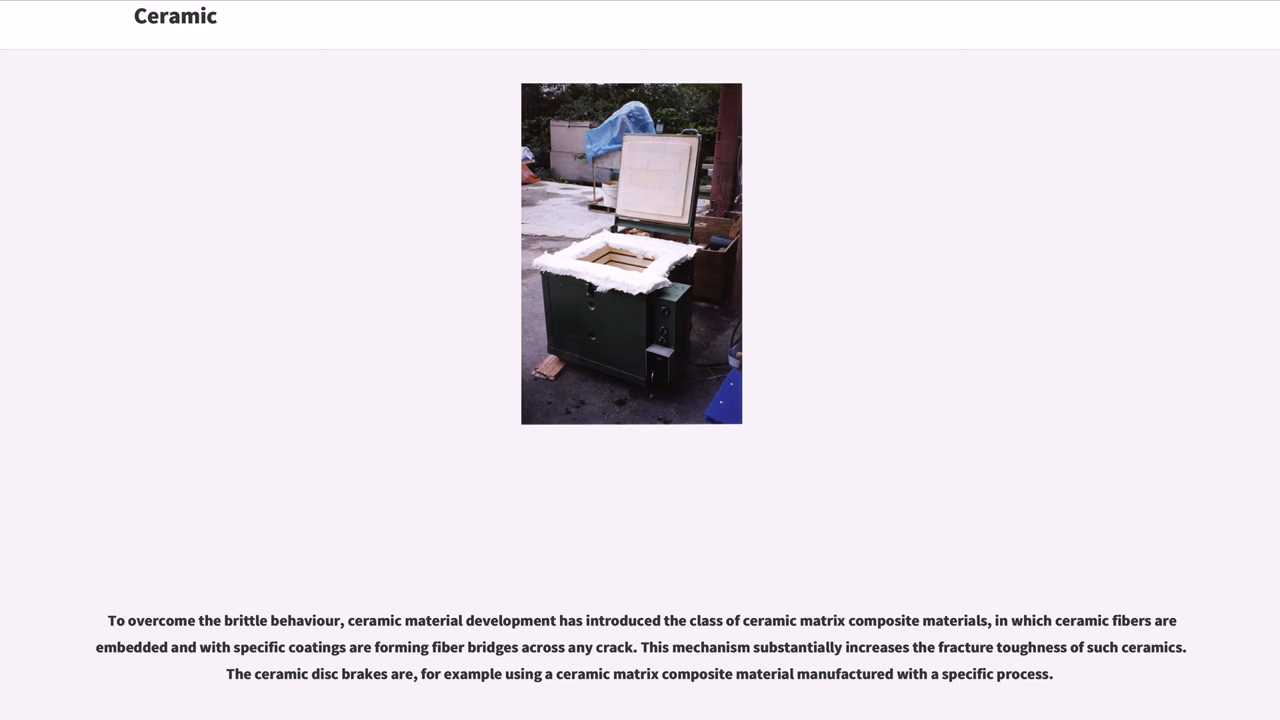 Ceramic
To overcome the brittle behaviour, ceramic material development has introduced the class of ceramic matrix composite materials, in which ceramic fibers are
embedded and with specific coatings are forming fiber bridges across any crack. This mechanism substantially increases the fracture toughness of such ceramics.
The ceramic disc brakes are, for example using a ceramic matrix composite material manufactured with a specific process.